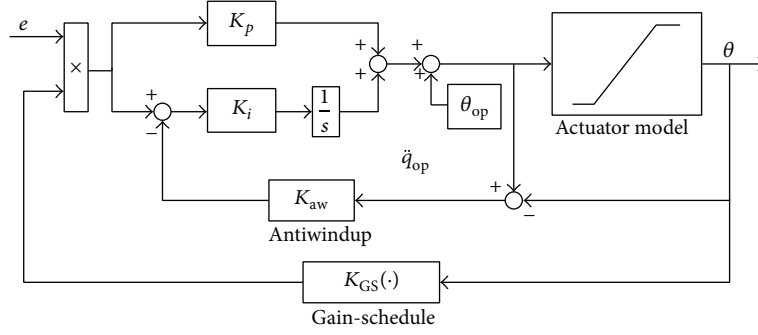 e
K_p
θ
×
+
+
+
+
+
−
K_i
1/s
θ_op
Actuator model
q̈_op
K_aw
+
−
Antiwindup
K_GS(·)
Gain-schedule